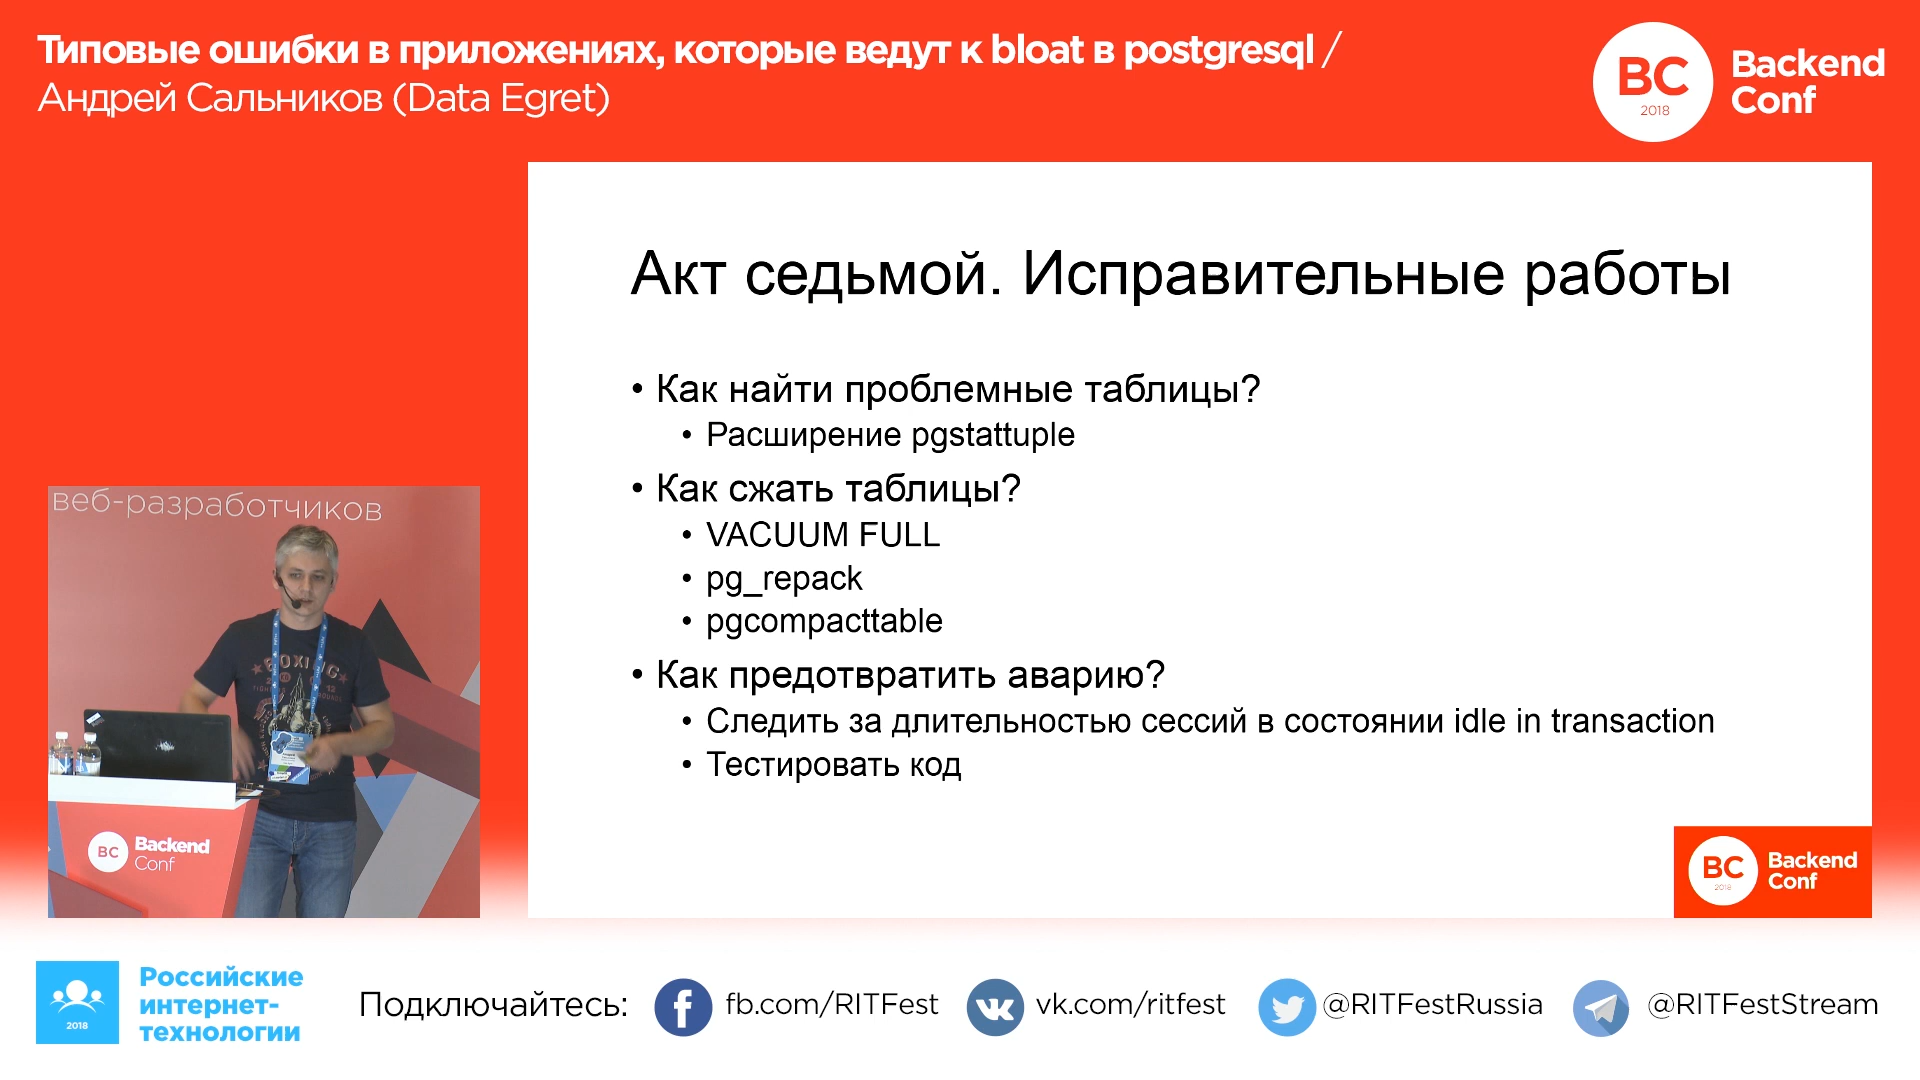 Типовые ошибки в приложениях, которые ведут к bloat в postgresql /
Андрей Сальников (Data Egret)
BC
2018
Backend
Conf
Акт седьмой. Исправительные работы
• Как найти проблемные таблицы?
• Расширение pgstattuple
• Как сжать таблицы?
• VACUUM FULL
• pg_repack
• pgcompacttable
• Как предотвратить аварию?
• Следить за длительностью сессий в состоянии idle in transaction
• Тестировать код
BC
2018
Backend
Conf
веб-разработчиков
BOXING
BC
Backend
Conf
2018
Российские
интернет-
технологии
Подключайтесь:
fb.com/RITFest
vk.com/ritfest
@RITFestRussia
@RITFestStream